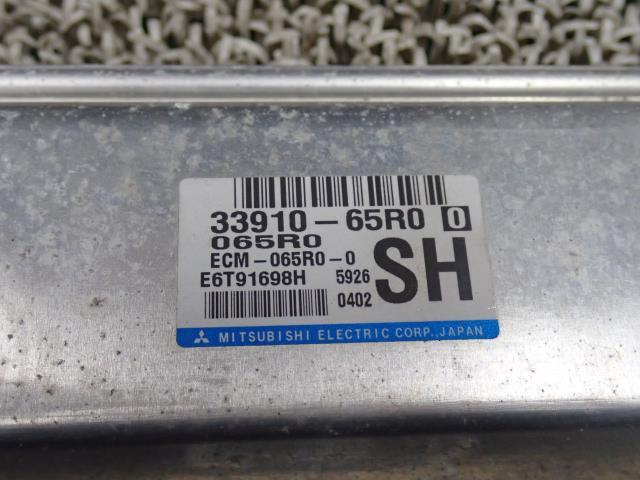 33910-65R0 0
065R0
ECM-065R0-0
E6T91698H 5926
SH
0402
MITSUBISHI ELECTRIC CORP., JAPAN